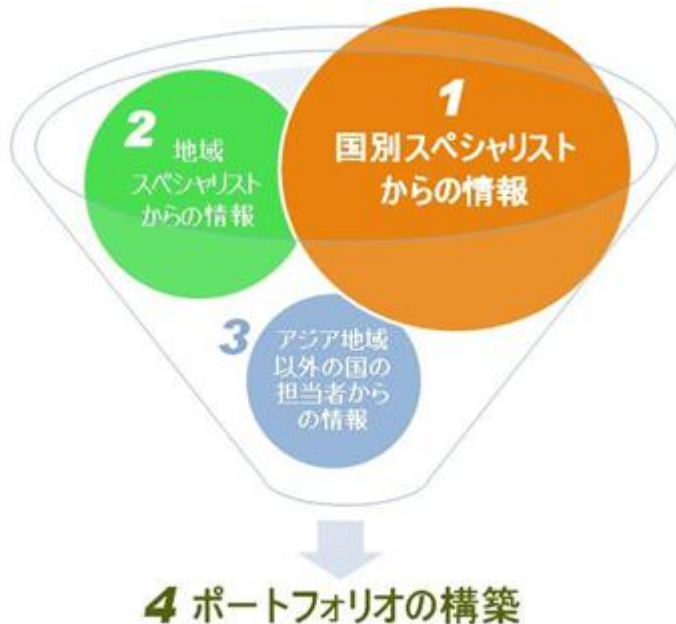 1
国別スペシャリスト
からの情報
2
地域
スペシャリスト
からの情報
3
アジア地域
以外の国の
担当者から
の情報
4 ポートフォリオの構築